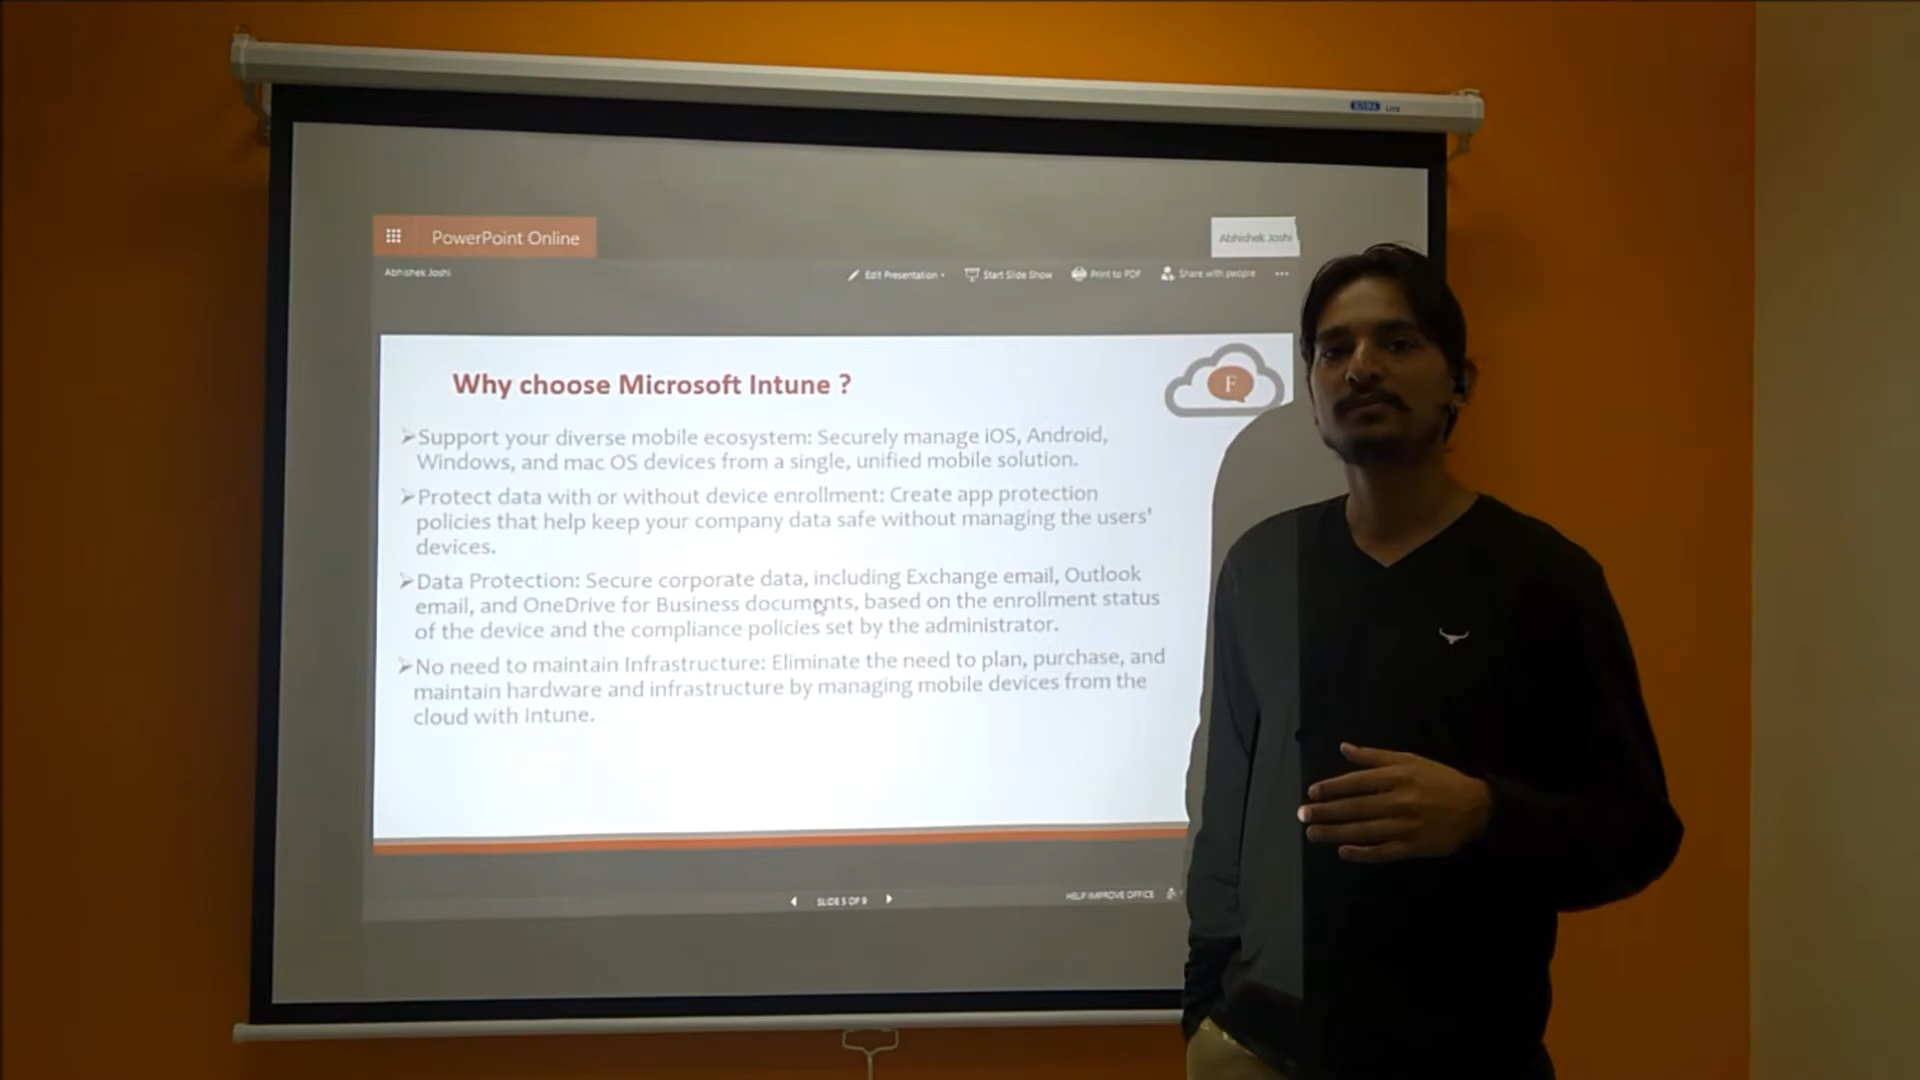 Lite
PowerPoint Online
Abhishek Joshi
Abhishek Joshi
Edit Presentation
Start Slide Show
Print to PDF
Share with people
Why choose Microsoft Intune ?
F
➢Support your diverse mobile ecosystem: Securely manage iOS, Android,
Windows, and mac OS devices from a single, unified mobile solution.
➢Protect data with or without device enrollment: Create app protection
policies that help keep your company data safe without managing the users'
devices.
➢Data Protection: Secure corporate data, including Exchange email, Outlook
email, and OneDrive for Business documents, based on the enrollment status
of the device and the compliance policies set by the administrator.
➢No need to maintain Infrastructure: Eliminate the need to plan, purchase, and
maintain hardware and infrastructure by managing mobile devices from the
cloud with Intune.
SLIDE 5 OF 9
HELP IMPROVE OFFICE